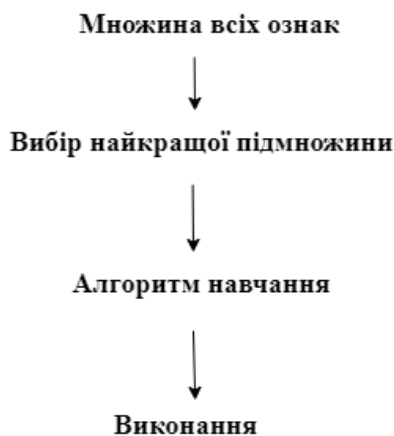 Множина всіх ознак
Вибір найкращої підмножини
Алгоритм навчання
Виконання